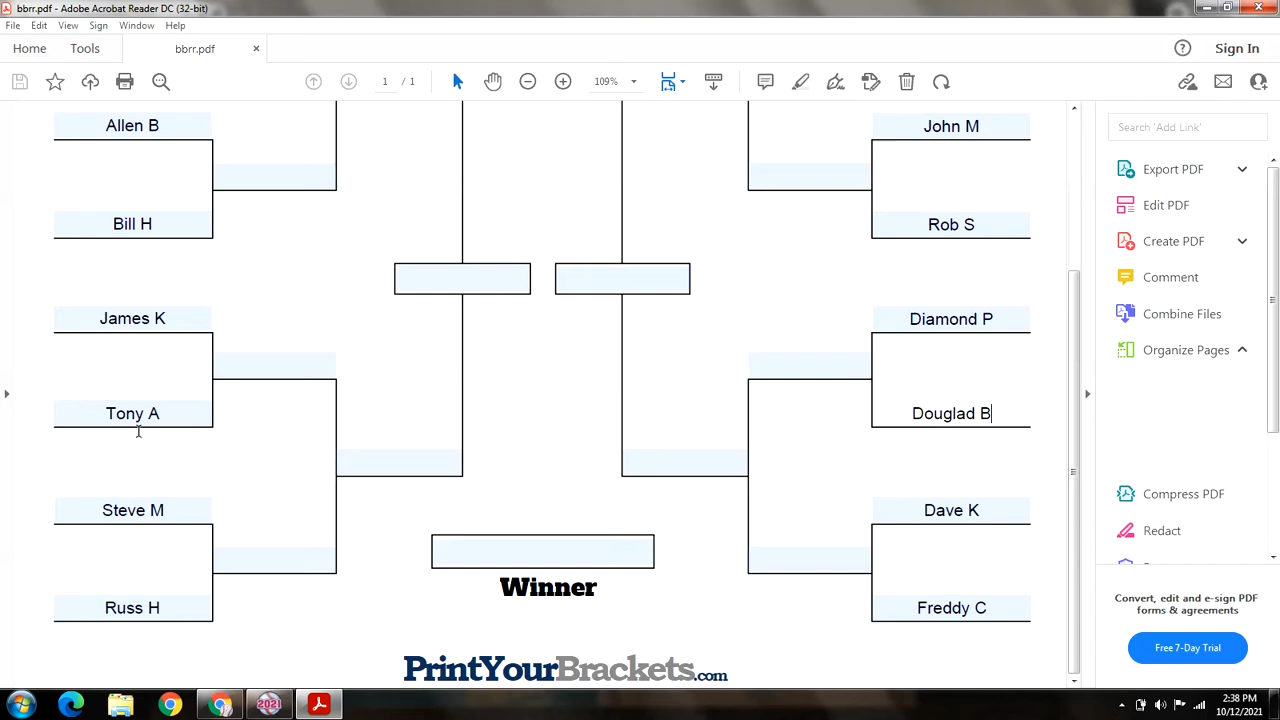 bbrr.pdf - Adobe Acrobat Reader DC (32-bit)
File Edit View Sign Window Help
Home Tools bbrr.pdf × Sign In
1 / 1 109%
Allen B
Bill H
James K
Tony A
Steve M
Russ H
John M
Rob S
Diamond P
Douglad B
Dave K
Freddy C
Winner
PrintYourBrackets.com
Search 'Add Link'
Export PDF
Edit PDF
Create PDF
Comment
Combine Files
Organize Pages
Compress PDF
Redact
Convert, edit and e-sign PDF
forms & agreements
Free 7-Day Trial
2021
2:38 PM
10/12/2021